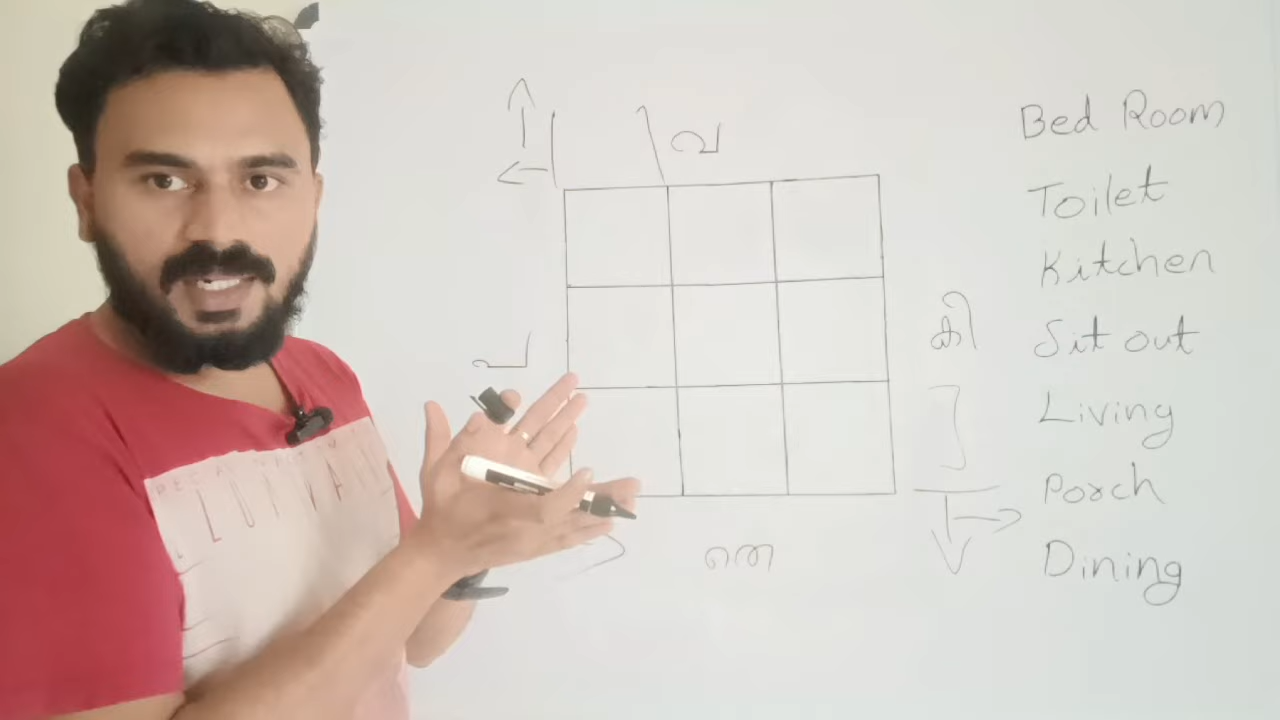 വ
Bed Room
Toilet
Kitchen
കി
Sit out
പ
Living
Porch
തെ
Dining